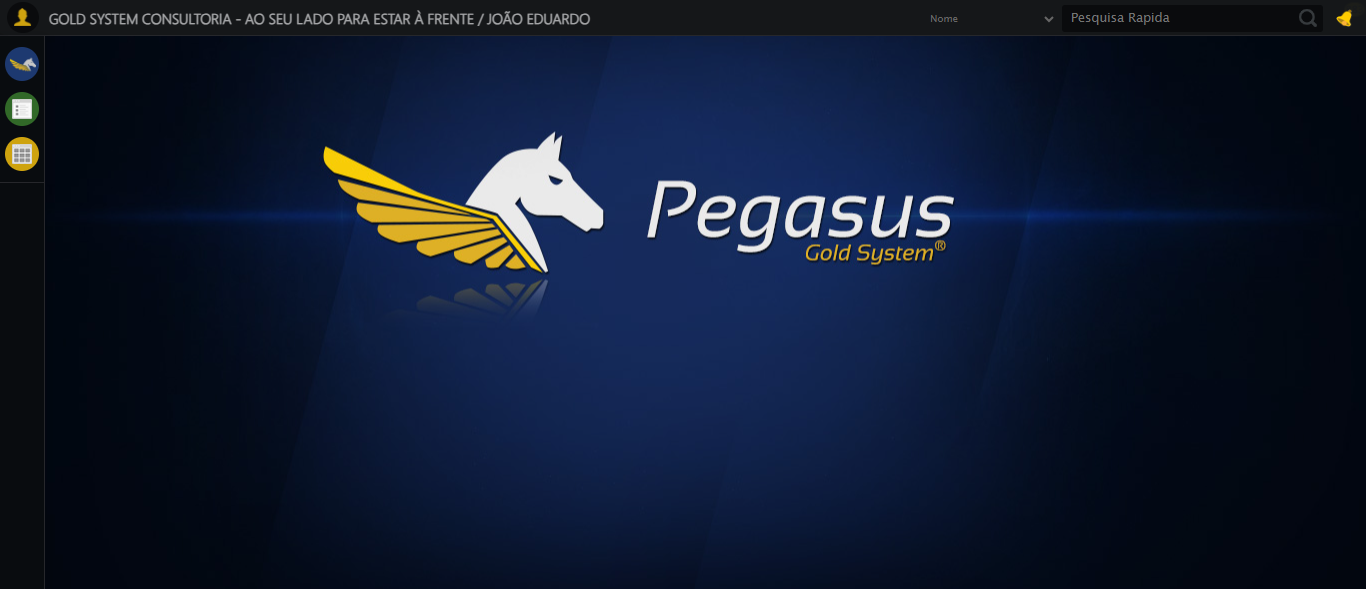 GOLD SYSTEM CONSULTORIA - AO SEU LADO PARA ESTAR À FRENTE / JOÃO EDUARDO
Nome
Pesquisa Rapida
Pegasus
Gold System®